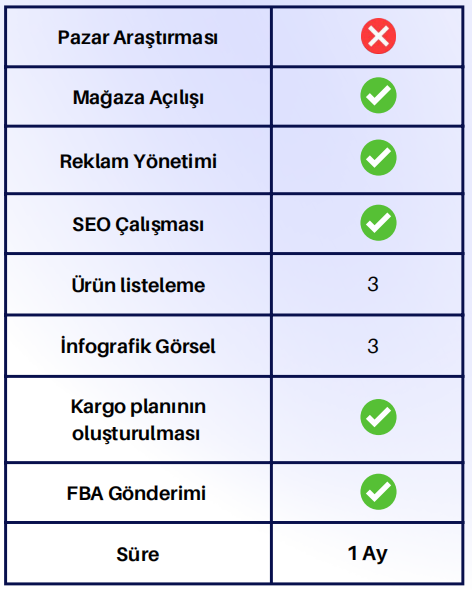 Pazar Araştırması
Mağaza Açılışı
Reklam Yönetimi
SEO Çalışması
Ürün listeleme 3
İnfografik Görsel 3
Kargo planının
oluşturulması
FBA Gönderimi
Süre 1 Ay